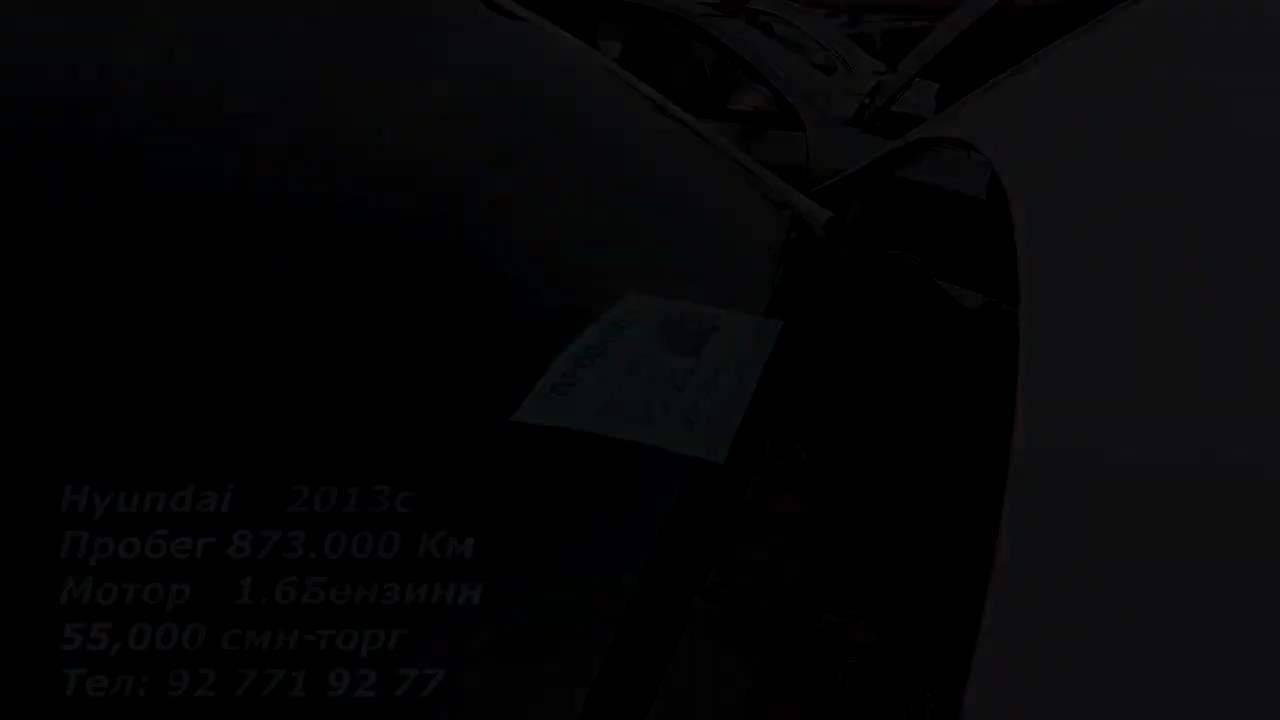 Hyundai 2013с
Пробег 873.000 Км
Мотор 1.6Бензинн
55,000 смн-торг
Тел: 92 771 92 77